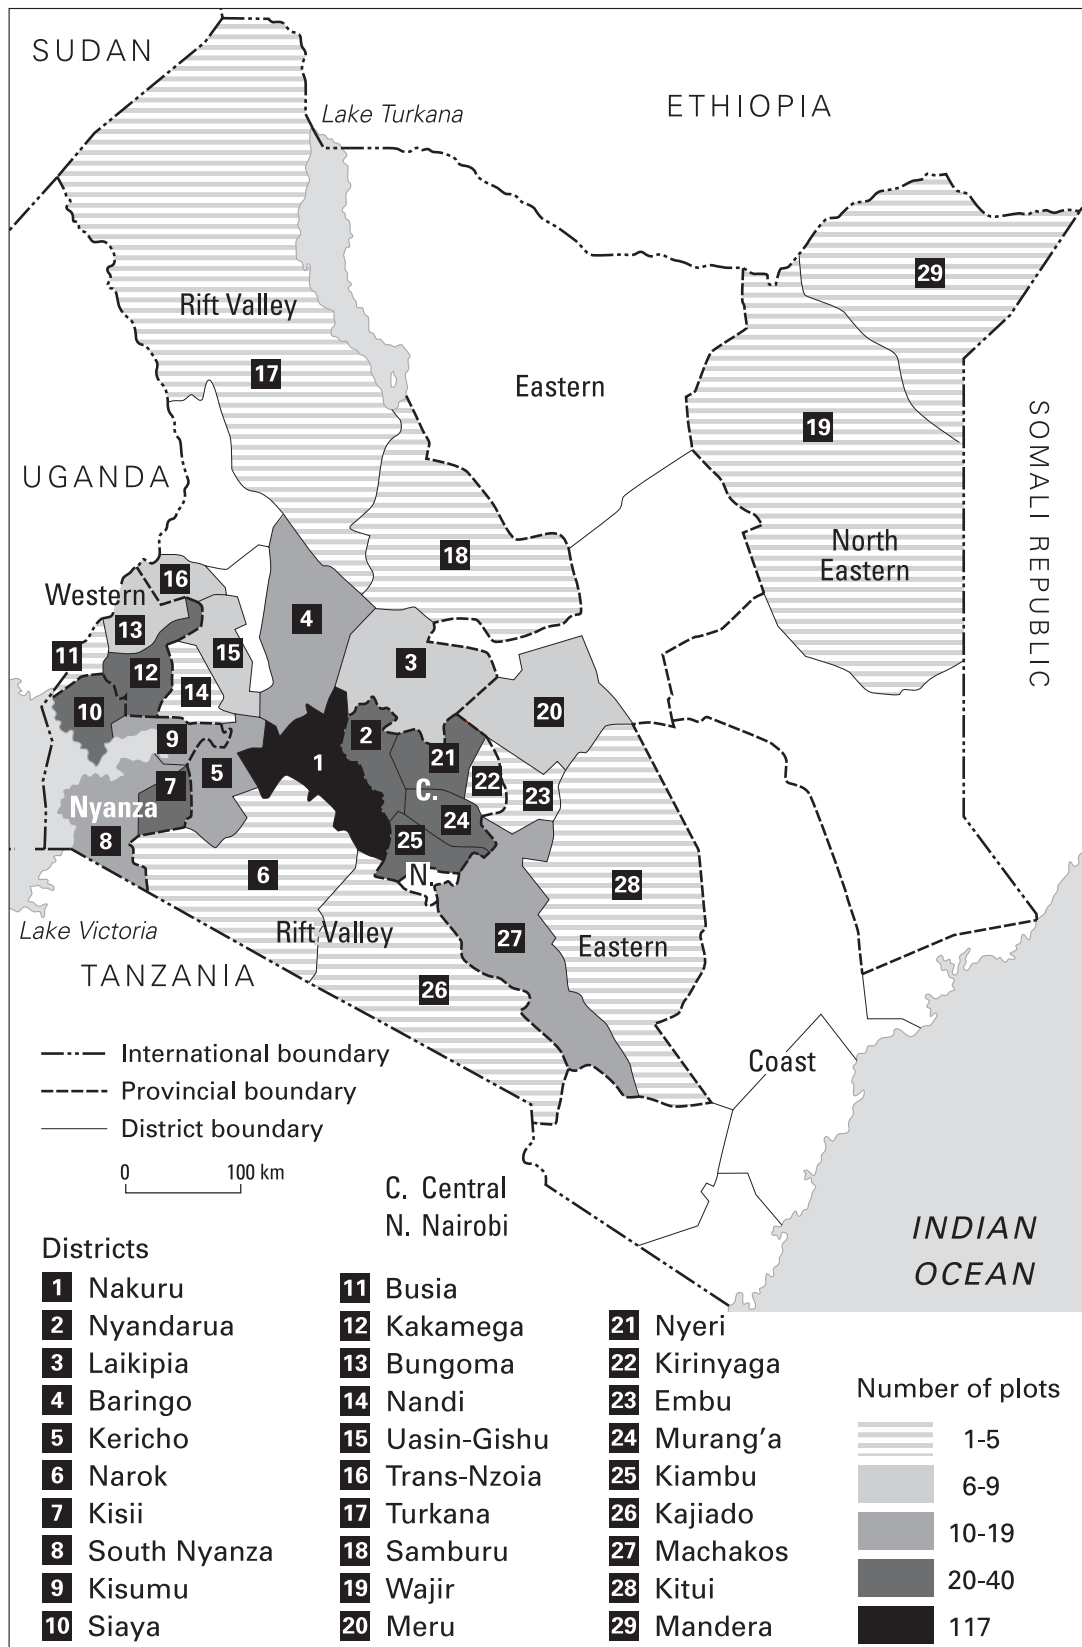 SUDAN
ETHIOPIA
Lake Turkana
29
Rift Valley
17
Eastern
19
SOMALI REPUBLIC
UGANDA
North
Eastern
18
16
Western
4
13
11
15
12
3
14
10
20
9
2
21
1
5
22
7
C.
23
Nyanza
24
25
8
N.
6
28
Lake Victoria
Rift Valley
27
Eastern
TANZANIA
26
International boundary
Coast
Provincial boundary
District boundary
0 100 km
C. Central
N. Nairobi
INDIAN
OCEAN
Districts
1 Nakuru
2 Nyandarua
3 Laikipia
4 Baringo
5 Kericho
6 Narok
7 Kisii
8 South Nyanza
9 Kisumu
10 Siaya
11 Busia
12 Kakamega
13 Bungoma
14 Nandi
15 Uasin-Gishu
16 Trans-Nzoia
17 Turkana
18 Samburu
19 Wajir
20 Meru
21 Nyeri
22 Kirinyaga
23 Embu
24 Murang'a
25 Kiambu
26 Kajiado
27 Machakos
28 Kitui
29 Mandera
Number of plots
1-5
6-9
10-19
20-40
117